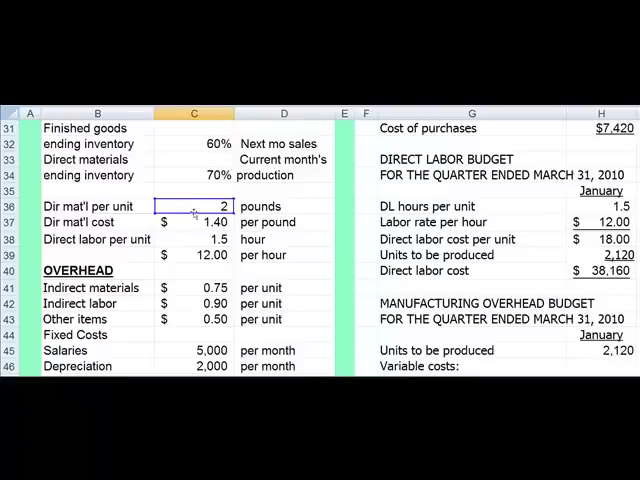 A B C D E F G H
31 Finished goods Cost of purchases $7,420
32 ending inventory 60% Next mo sales
33 Direct materials Current month's DIRECT LABOR BUDGET
34 ending inventory 70% production FOR THE QUARTER ENDED MARCH 31, 2010
35 January
36 Dir mat'l per unit 2 pounds DL hours per unit 1.5
37 Dir mat'l cost $ 1.40 per pound Labor rate per hour $ 12.00
38 Direct labor per unit 1.5 hour Direct labor cost per unit $ 18.00
39 $ 12.00 per hour Units to be produced 2,120
40 OVERHEAD Direct labor cost $ 38,160
41 Indirect materials $ 0.75 per unit
42 Indirect labor $ 0.90 per unit MANUFACTURING OVERHEAD BUDGET
43 Other items $ 0.50 per unit FOR THE QUARTER ENDED MARCH 31, 2010
44 Fixed Costs January
45 Salaries 5,000 per month Units to be produced 2,120
46 Depreciation 2,000 per month Variable costs: